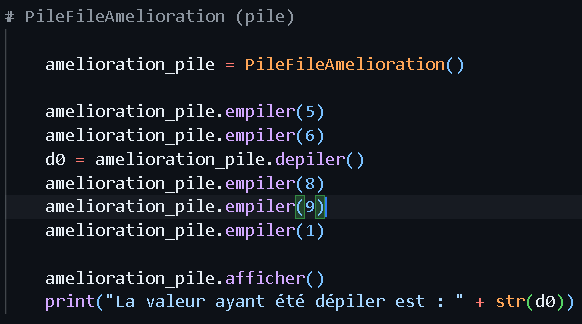 # PileFileAmelioration (pile)
amelioration_pile = PileFileAmelioration()
amelioration_pile.empiler(5)
amelioration_pile.empiler(6)
d0 = amelioration_pile.depiler()
amelioration_pile.empiler(8)
amelioration_pile.empiler(9)
amelioration_pile.empiler(1)
amelioration_pile.afficher()
print("La valeur ayant été dépiler est : " + str(d0))